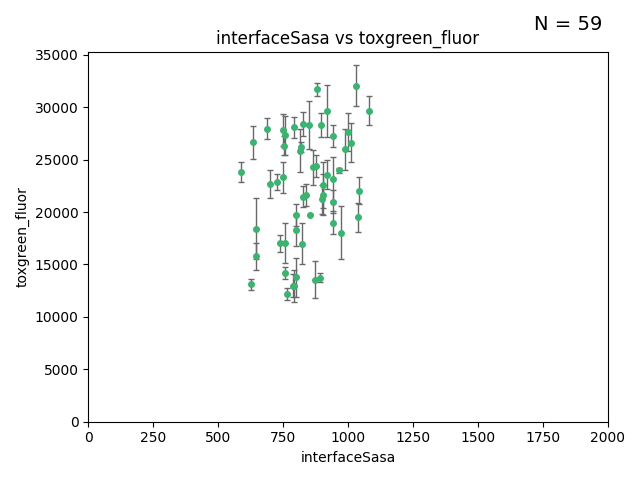 N = 59
interfaceSasa vs toxgreen_fluor
35000
30000
25000
20000
15000
10000
5000
0
toxgreen_fluor
0 250 500 750 1000 1250 1500 1750 2000
interfaceSasa